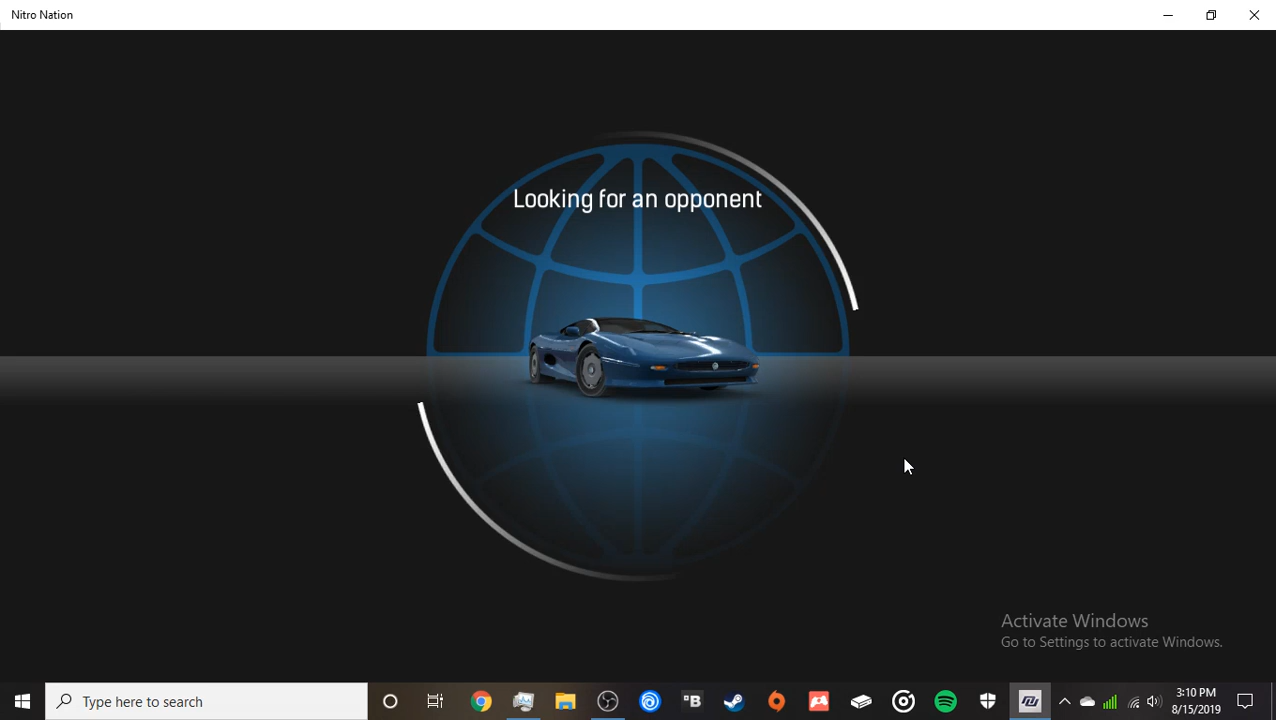 Nitro Nation
Looking for an opponent
Activate Windows
Go to Settings to activate Windows.
Type here to search
B
3:10 PM
8/15/2019